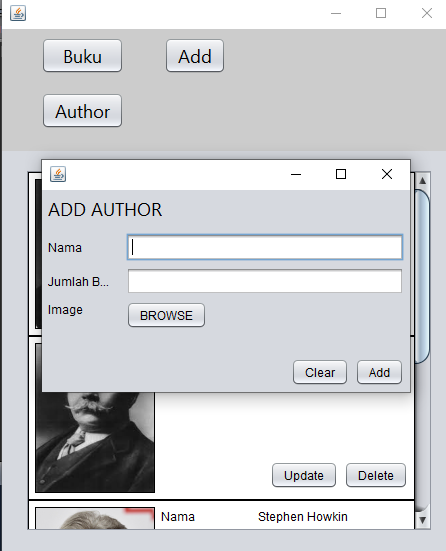 Buku Add
Author
ADD AUTHOR
Nama
Jumlah B...
Image BROWSE
Clear Add
Update Delete
Nama Stephen Howkin